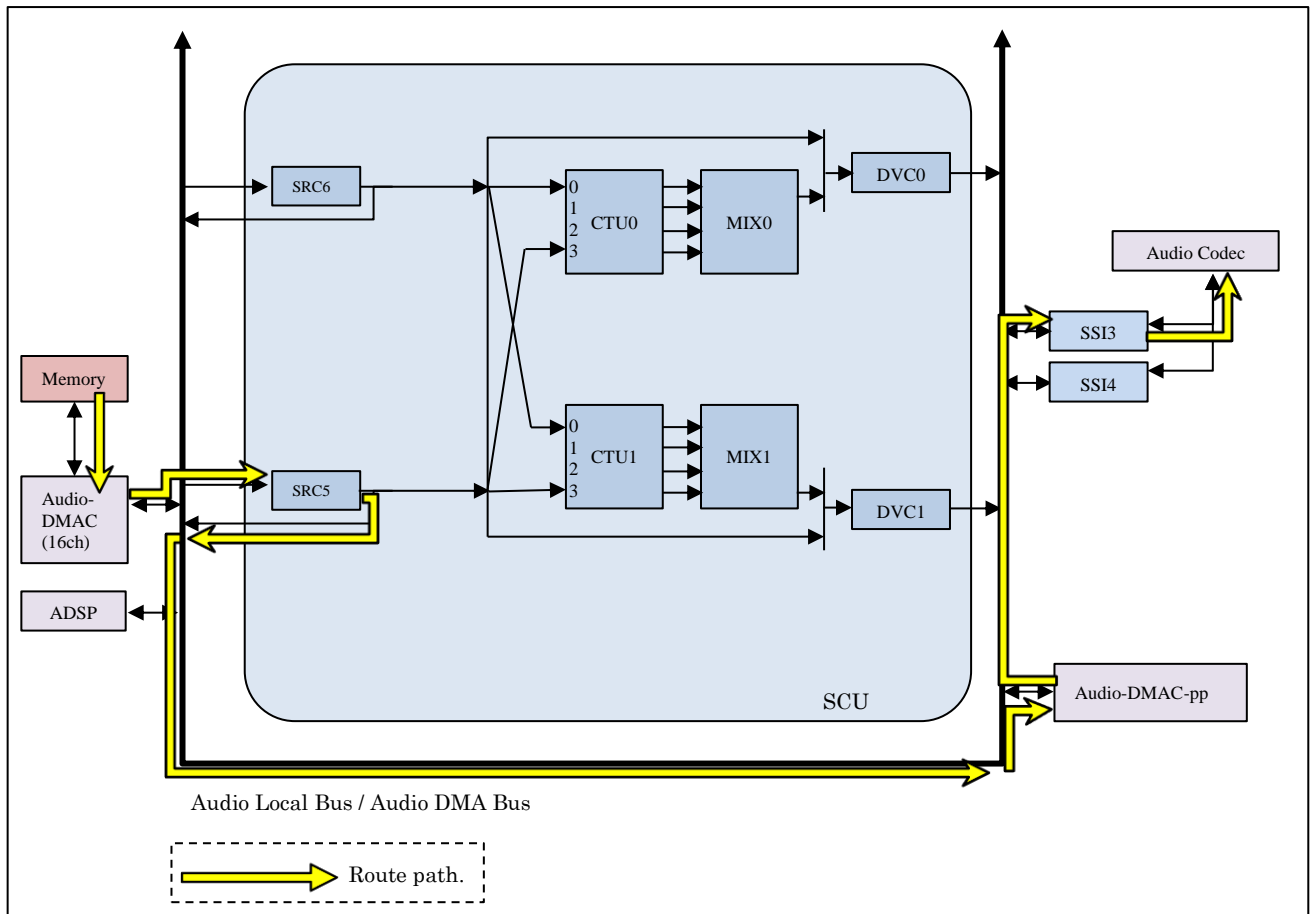 SRC6
0
1
2
3
CTU0
MIX0
DVC0
Audio Codec
SSI3
SSI4
Memory
Audio-
DMAC
(16ch)
SRC5
0
1
2
3
CTU1
MIX1
DVC1
ADSP
Audio-DMAC-pp
SCU
Audio Local Bus / Audio DMA Bus
Route path.